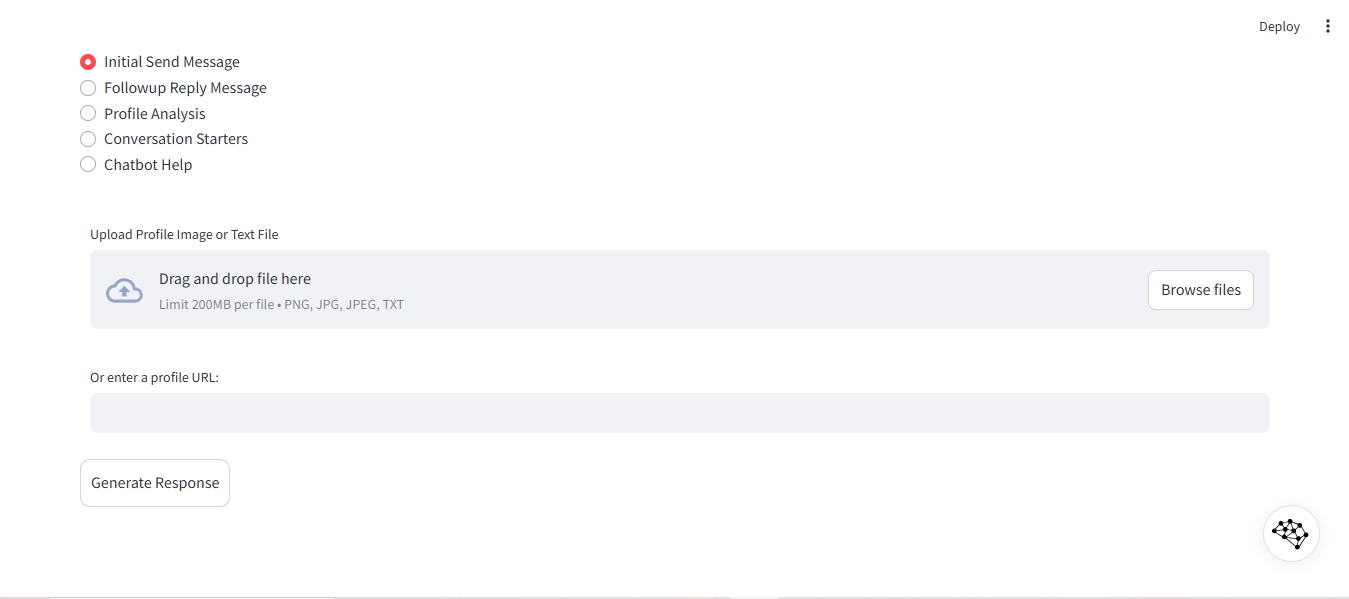 Deploy
Initial Send Message
Followup Reply Message
Profile Analysis
Conversation Starters
Chatbot Help
Upload Profile Image or Text File
Drag and drop file here
Limit 200MB per file • PNG, JPG, JPEG, TXT
Browse files
Or enter a profile URL:
Generate Response